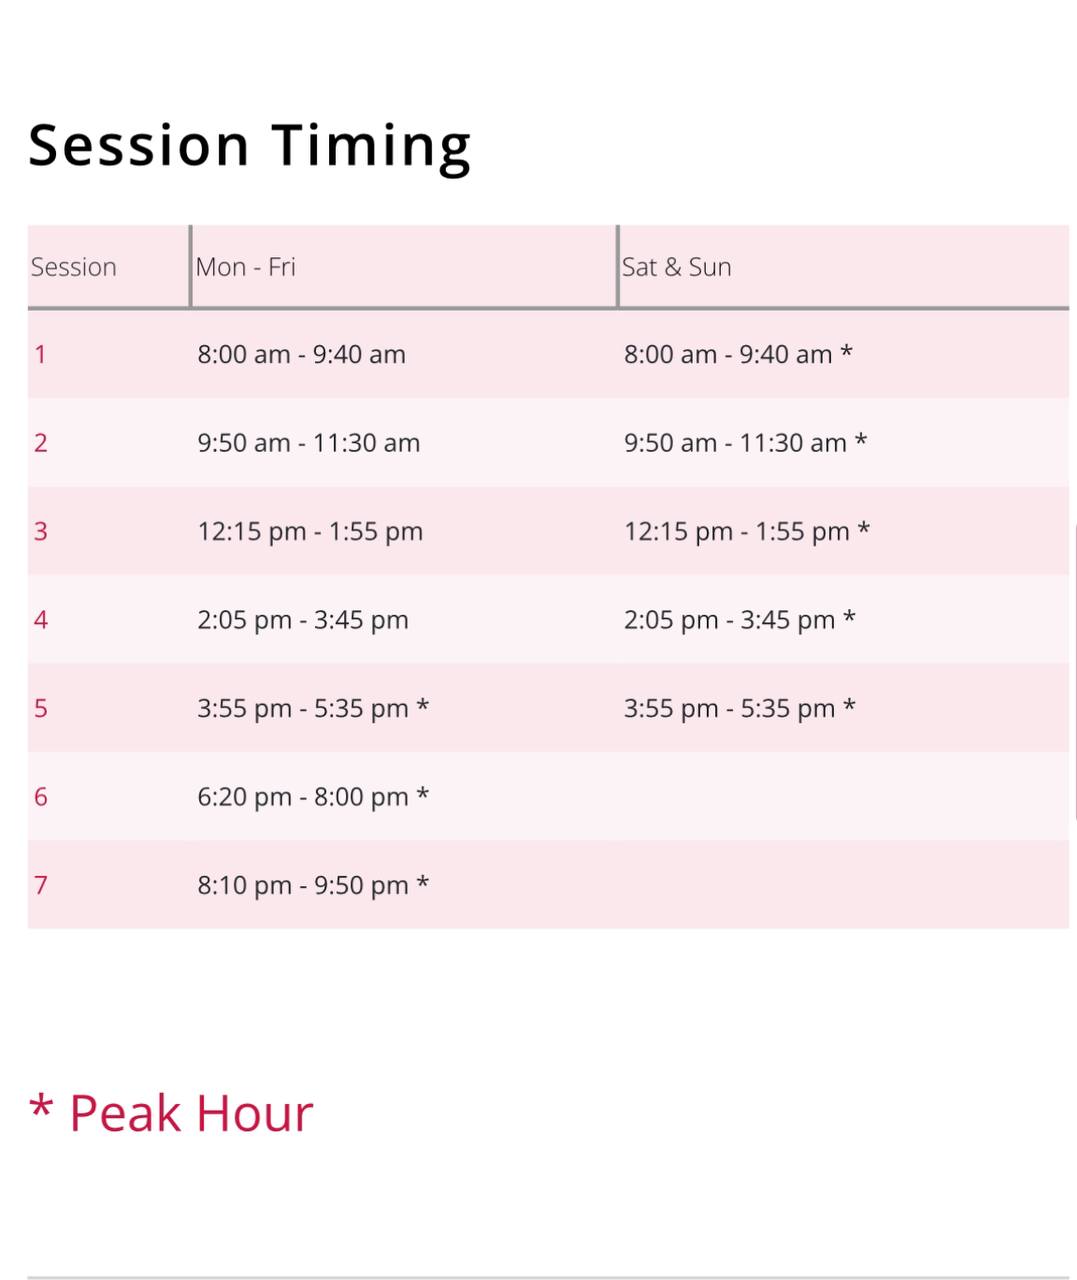 Session Timing
Session Mon - Fri Sat & Sun
1 8:00 am - 9:40 am 8:00 am - 9:40 am *
2 9:50 am - 11:30 am 9:50 am - 11:30 am *
3 12:15 pm - 1:55 pm 12:15 pm - 1:55 pm *
4 2:05 pm - 3:45 pm 2:05 pm - 3:45 pm *
5 3:55 pm - 5:35 pm * 3:55 pm - 5:35 pm *
6 6:20 pm - 8:00 pm *
7 8:10 pm - 9:50 pm *
* Peak Hour